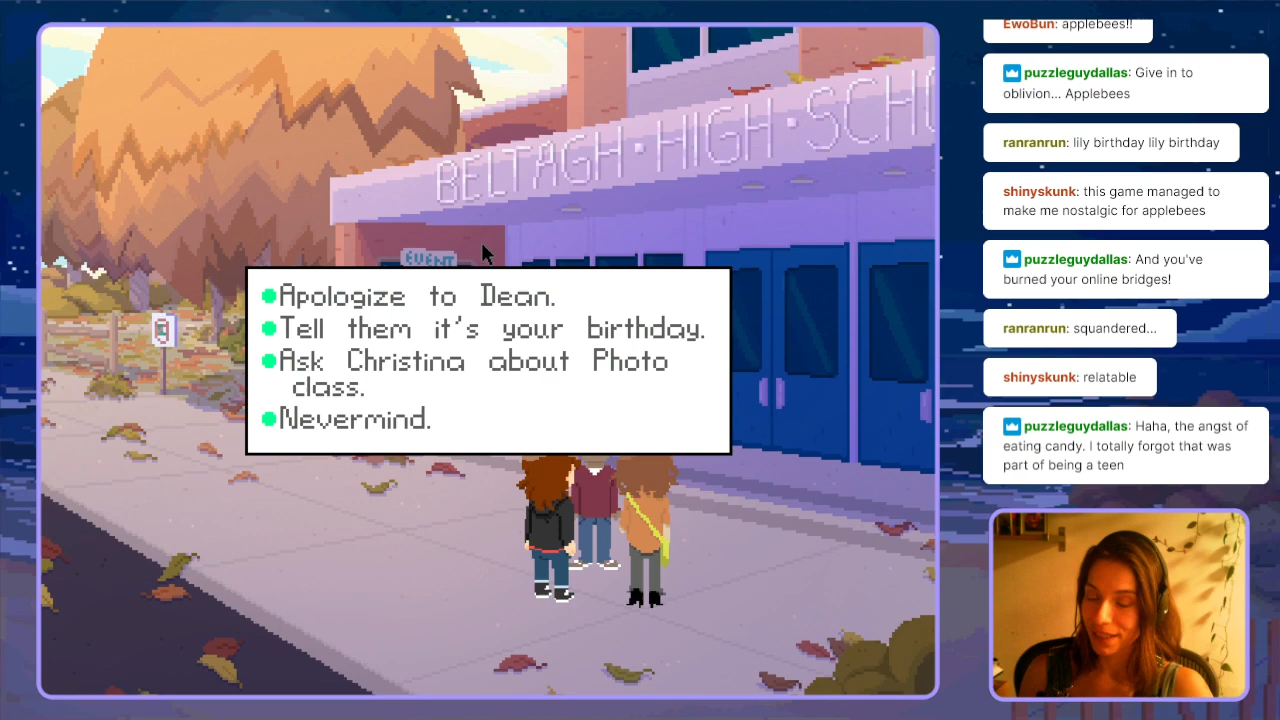 BELTAGH · HIGH · SCH
EVENT
Apologize to Dean.
Tell them it's your birthday.
Ask Christina about Photo
class.
Nevermind.
EwoBun: applebees!!
puzzleguydallas: Give in to
oblivion... Applebees
ranranrun: lily birthday lily birthday
shinyskunk: this game managed to
make me nostalgic for applebees
puzzleguydallas: And you've
burned your online bridges!
ranranrun: squandered...
shinyskunk: relatable
puzzleguydallas: Haha, the angst of
eating candy. I totally forgot that was
part of being a teen